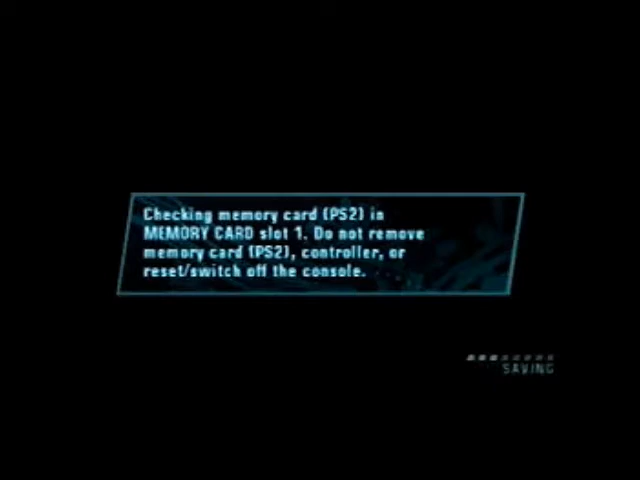 Checking memory card (PS2) in
MEMORY CARD slot 1. Do not remove
memory card (PS2), controller, or
reset/switch off the console.
SAVING